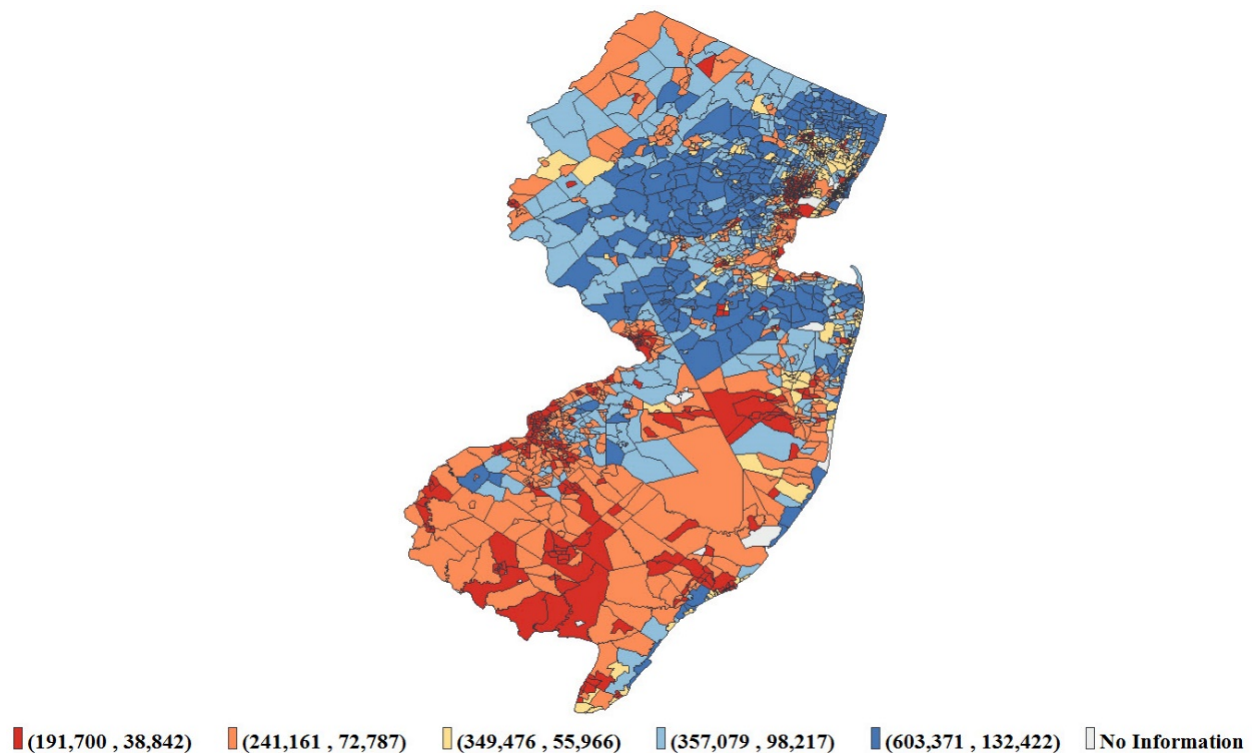 (191,700 , 38,842) (241,161 , 72,787) (349,476 , 55,966) (357,079 , 98,217) (603,371 , 132,422) No Information